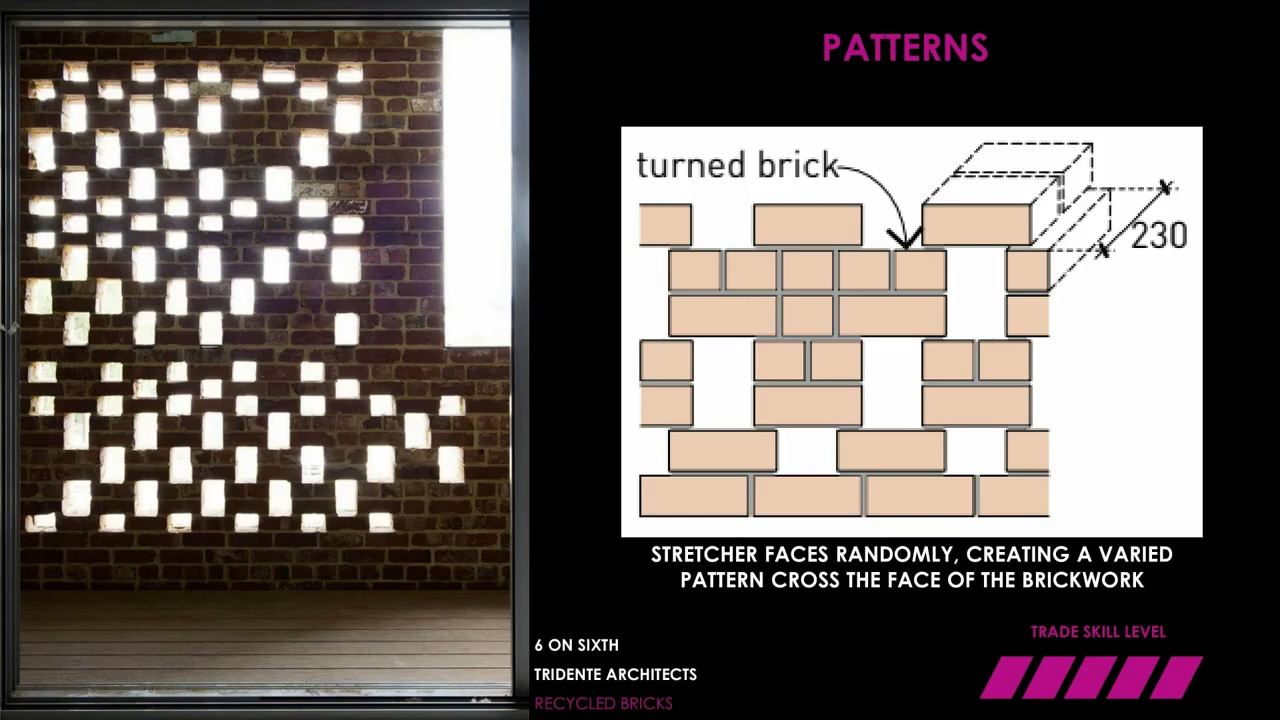 PATTERNS
turned brick
230
STRETCHER FACES RANDOMLY, CREATING A VARIED
PATTERN CROSS THE FACE OF THE BRICKWORK
TRADE SKILL LEVEL
6 ON SIXTH
TRIDENTE ARCHITECTS
RECYCLED BRICKS